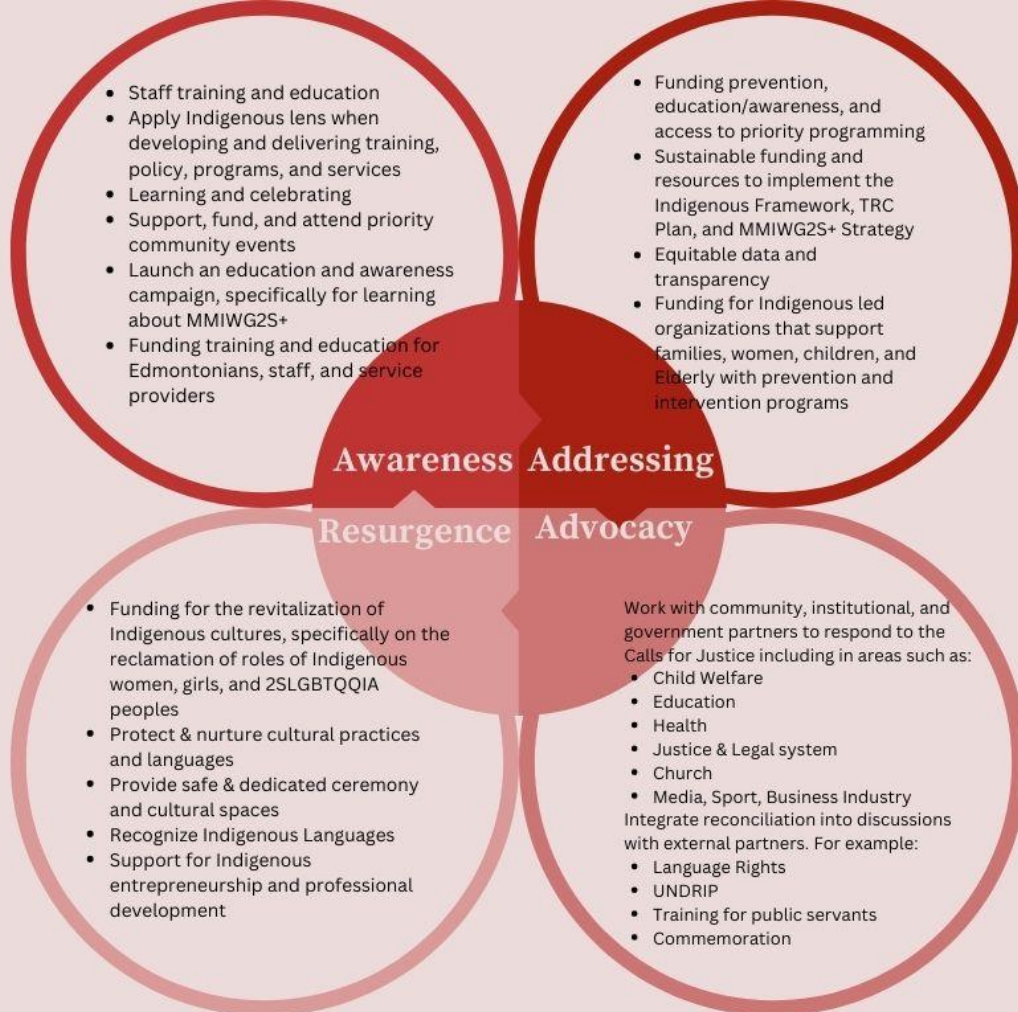 • Staff training and education
• Apply Indigenous lens when
developing and delivering training,
policy, programs, and services
• Learning and celebrating
• Support, fund, and attend priority
community events
• Launch an education and awareness
campaign, specifically for learning
about MMIWG2S+
• Funding training and education for
Edmontonians, staff, and service
providers
• Funding prevention,
education/awareness, and
access to priority programming
• Sustainable funding and
resources to implement the
Indigenous Framework, TRC
Plan, and MMIWG2S+ Strategy
• Equitable data and
transparency
• Funding for Indigenous led
organizations that support
families, women, children, and
Elderly with prevention and
intervention programs
Awareness
Addressing
Resurgence
Advocacy
• Funding for the revitalization of
Indigenous cultures, specifically on the
reclamation of roles of Indigenous
women, girls, and 2SLGBTQQIA
peoples
• Protect & nurture cultural practices
and languages
• Provide safe & dedicated ceremony
and cultural spaces
• Recognize Indigenous Languages
• Support for Indigenous
entrepreneurship and professional
development
Work with community, institutional, and
government partners to respond to the
Calls for Justice including in areas such as:
• Child Welfare
• Education
• Health
• Justice & Legal system
• Church
• Media, Sport, Business Industry
Integrate reconciliation into discussions
with external partners. For example:
• Language Rights
• UNDRIP
• Training for public servants
• Commemoration